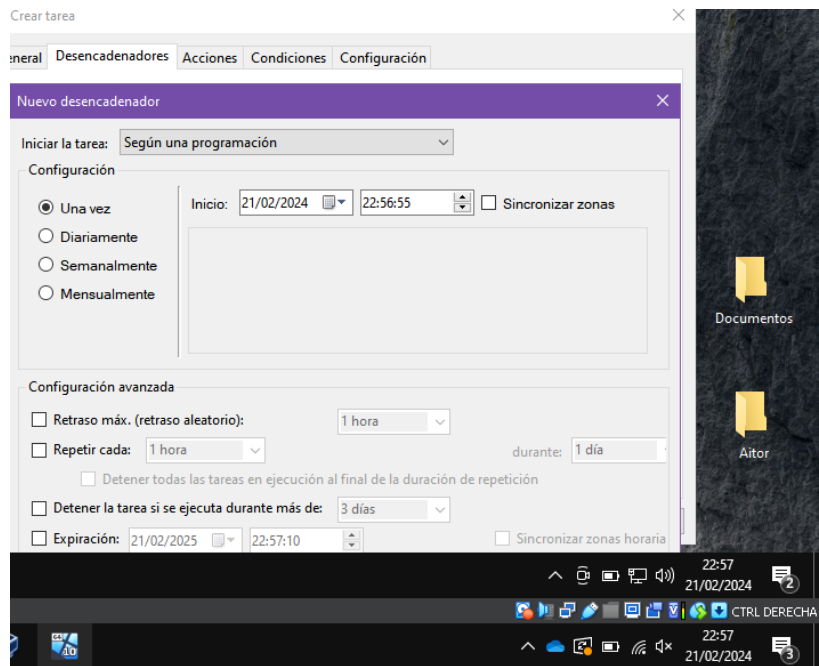 Crear tarea
eneral Desencadenadores Acciones Condiciones Configuración
Nuevo desencadenador
Iniciar la tarea: Según una programación
Configuración
Una vez
Inicio: 21/02/2024 22:56:55 Sincronizar zonas
Diariamente
Semanalmente
Mensualmente
Documentos
Configuración avanzada
Retraso máx. (retraso aleatorio): 1 hora
Repetir cada: 1 hora durante: 1 día
Aitor
Detener todas las tareas en ejecución al final de la duración de repetición
Detener la tarea si se ejecuta durante más de: 3 días
Expiración: 21/02/2025 22:57:10 Sincronizar zonas horaria
22:57
21/02/2024 2
CTRL DERECHA
22:57
21/02/2024 3